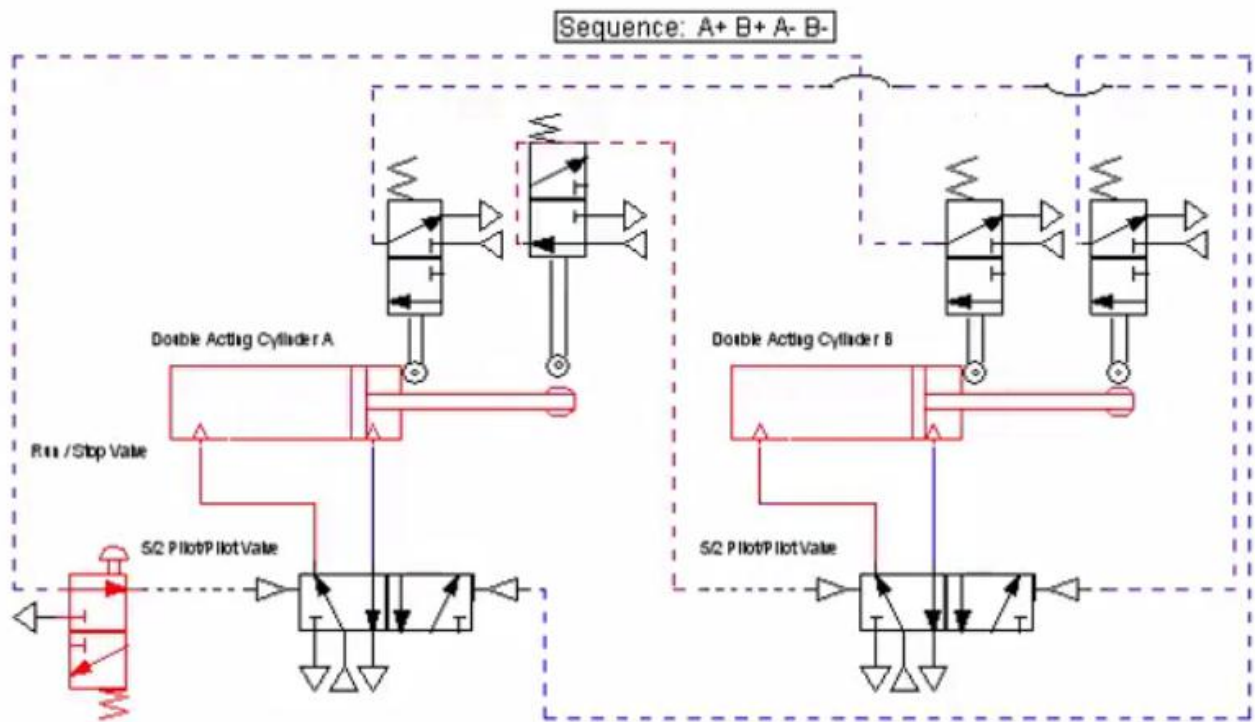 Sequence: A+ B+ A- B-
Double Acting Cylinder A
Double Acting Cylinder B
Run / Stop Valve
5/2 Pilot/Pilot Valve
5/2 Pilot/Pilot Valve